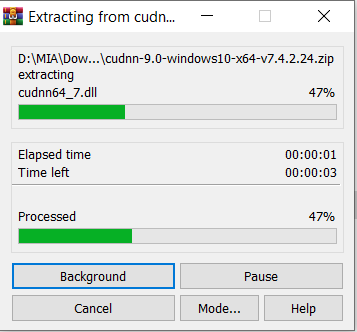 Extracting from cudn...
D:\MIA\Dow...\cudnn-9.0-windows10-x64-v7.4.2.24.zip
extracting
cudnn64_7.dll 47%
Elapsed time 00:00:01
Time left 00:00:03
Processed 47%
Background Pause
Cancel Mode... Help